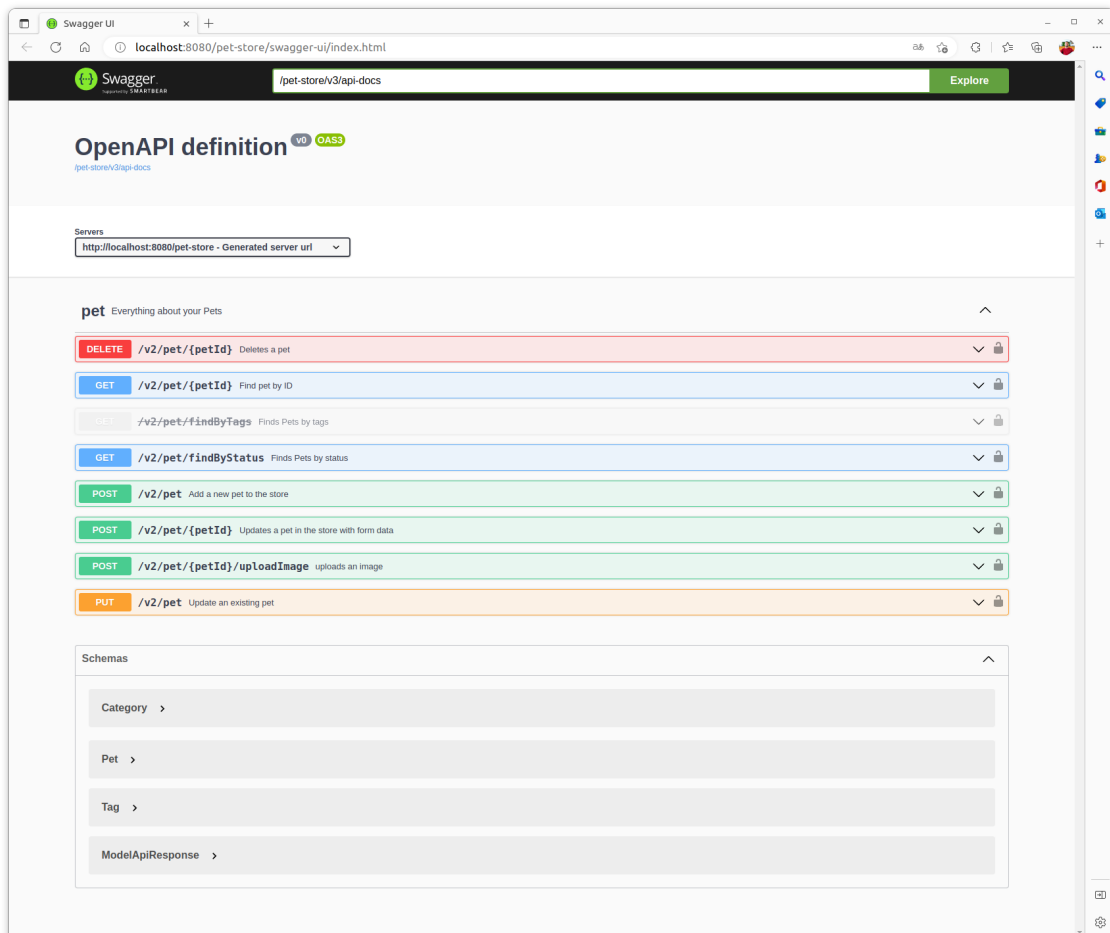 Swagger UI
localhost:8080/pet-store/swagger-ui/index.html
Swagger.
Supported by SMARTBEAR
/pet-store/v3/api-docs
Explore
OpenAPI definition v0 OAS3
/pet-store/v3/api-docs
Servers
http://localhost:8080/pet-store - Generated server url
pet Everything about your Pets
DELETE /v2/pet/{petId} Deletes a pet
GET /v2/pet/{petId} Find pet by ID
GET /v2/pet/findByTags Finds Pets by tags
GET /v2/pet/findByStatus Finds Pets by status
POST /v2/pet Add a new pet to the store
POST /v2/pet/{petId} Updates a pet in the store with form data
POST /v2/pet/{petId}/uploadImage uploads an image
PUT /v2/pet Update an existing pet
Schemas
Category
Pet
Tag
ModelApiResponse